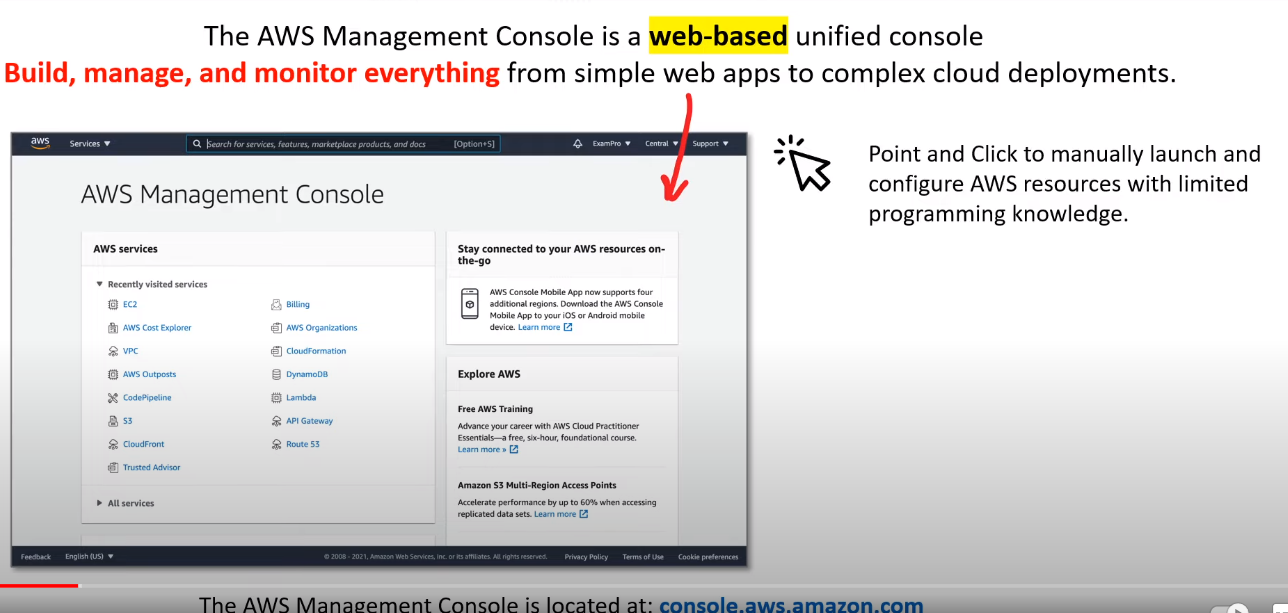 The AWS Management Console is a web-based unified console
Build, manage, and monitor everything from simple web apps to complex cloud deployments.
aws Services ▼ Search for services, features, marketplace products, and docs [Option+S] ExamPro ▼ Central ▼ Support ▼
AWS Management Console
AWS services
▼ Recently visited services
EC2
Billing
AWS Cost Explorer
AWS Organizations
VPC
CloudFormation
AWS Outposts
DynamoDB
CodePipeline
Lambda
S3
API Gateway
CloudFront
Route 53
Trusted Advisor
▶ All services
Stay connected to your AWS resources on-
the-go
AWS Console Mobile App now supports four
additional regions. Download the AWS Console
Mobile App to your iOS or Android mobile
device. Learn more
Explore AWS
Free AWS Training
Advance your career with AWS Cloud Practitioner
Essentials—a free, six-hour, foundational course.
Learn more »
Amazon S3 Multi-Region Access Points
Accelerate performance by up to 60% when accessing
replicated data sets. Learn more
Feedback English (US) ▼ © 2008 - 2021, Amazon Web Services, Inc. or its affiliates. All rights reserved. Privacy Policy Terms of Use Cookie preferences
Point and Click to manually launch and
configure AWS resources with limited
programming knowledge.
The AWS Management Console is located at: console.aws.amazon.com